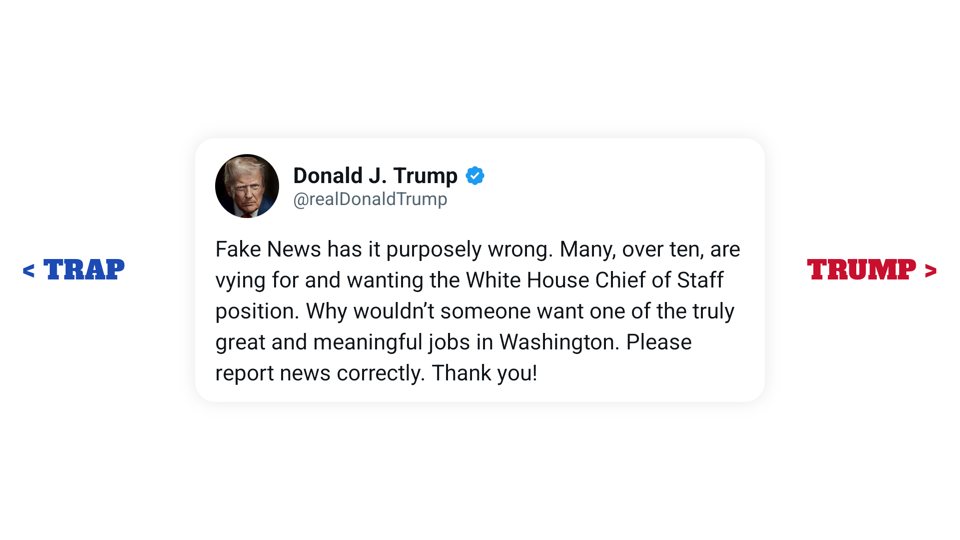 Donald J. Trump
@realDonaldTrump
Fake News has it purposely wrong. Many, over ten, are
vying for and wanting the White House Chief of Staff
position. Why wouldn’t someone want one of the truly
great and meaningful jobs in Washington. Please
report news correctly. Thank you!
< TRAP
TRUMP >